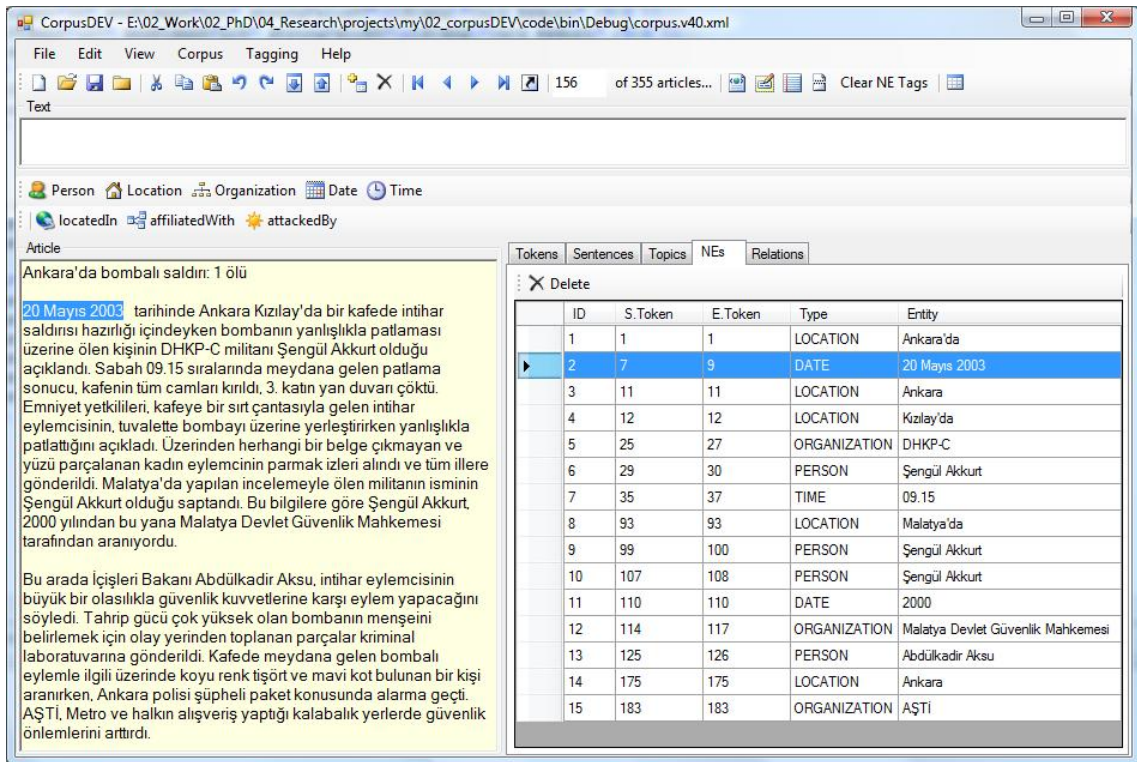 CorpusDEV - E:\02_Work\02_PhD\04_Research\projects\my\02_corpusDEV\code\bin\Debug\corpus.v40.xml
File Edit View Corpus Tagging Help
156 of 355 articles... Clear NE Tags
Text
Person Location Organization Date Time
locatedIn affiliatedWith attackedBy
Article
Ankara'da bombalı saldırı: 1 ölü
20 Mayıs 2003 tarihinde Ankara Kızılay'da bir kafede intihar
saldırısı hazırlığı içindeyken bombanın yanlışlıkla patlaması
üzerine ölen kişinin DHKP-C militanı Şengül Akkurt olduğu
açıklandı. Sabah 09.15 sıralarında meydana gelen patlama
sonucu, kafenin tüm camları kırıldı, 3. katın yan duvarı çöktü.
Emniyet yetkilileri, kafeye bir sırt çantasıyla gelen intihar
eylemcisinin, tuvalette bombayı üzerine yerleştirirken yanlışlıkla
patlattığını açıkladı. Üzerinden herhangi bir belge çıkmayan ve
yüzü parçalanan kadın eylemcinin parmak izleri alındı ve tüm illere
gönderildi. Malatya'da yapılan incelemeyle ölen militanın isminin
Şengül Akkurt olduğu saptandı. Bu bilgilere göre Şengül Akkurt,
2000 yılından bu yana Malatya Devlet Güvenlik Mahkemesi
tarafından aranıyordu.
Bu arada İçişleri Bakanı Abdülkadir Aksu, intihar eylemcisinin
büyük bir olasılıkla güvenlik kuvvetlerine karşı eylem yapacağını
söyledi. Tahrip gücü çok yüksek olan bombanın menşeini
belirlemek için olay yerinden toplanan parçalar kriminal
laboratuvarına gönderildi. Kafede meydana gelen bombalı
eylemle ilgili üzerinde koyu renk tişört ve mavi kot bulunan bir kişi
aranırken, Ankara polisi şüpheli paket konusunda alarma geçti.
AŞTİ, Metro ve halkın alışveriş yaptığı kalabalık yerlerde güvenlik
önlemlerini arttırdı.
Tokens Sentences Topics NEs Relations
Delete
ID S.Token E.Token Type Entity
1 1 1 LOCATION Ankara'da
2 7 9 DATE 20 Mayıs 2003
3 11 11 LOCATION Ankara
4 12 12 LOCATION Kızılay'da
5 25 27 ORGANIZATION DHKP-C
6 29 30 PERSON Şengül Akkurt
7 35 37 TIME 09.15
8 93 93 LOCATION Malatya'da
9 99 100 PERSON Şengül Akkurt
10 107 108 PERSON Şengül Akkurt
11 110 110 DATE 2000
12 114 117 ORGANIZATION Malatya Devlet Güvenlik Mahkemesi
13 125 126 PERSON Abdülkadir Aksu
14 175 175 LOCATION Ankara
15 183 183 ORGANIZATION AŞTİ